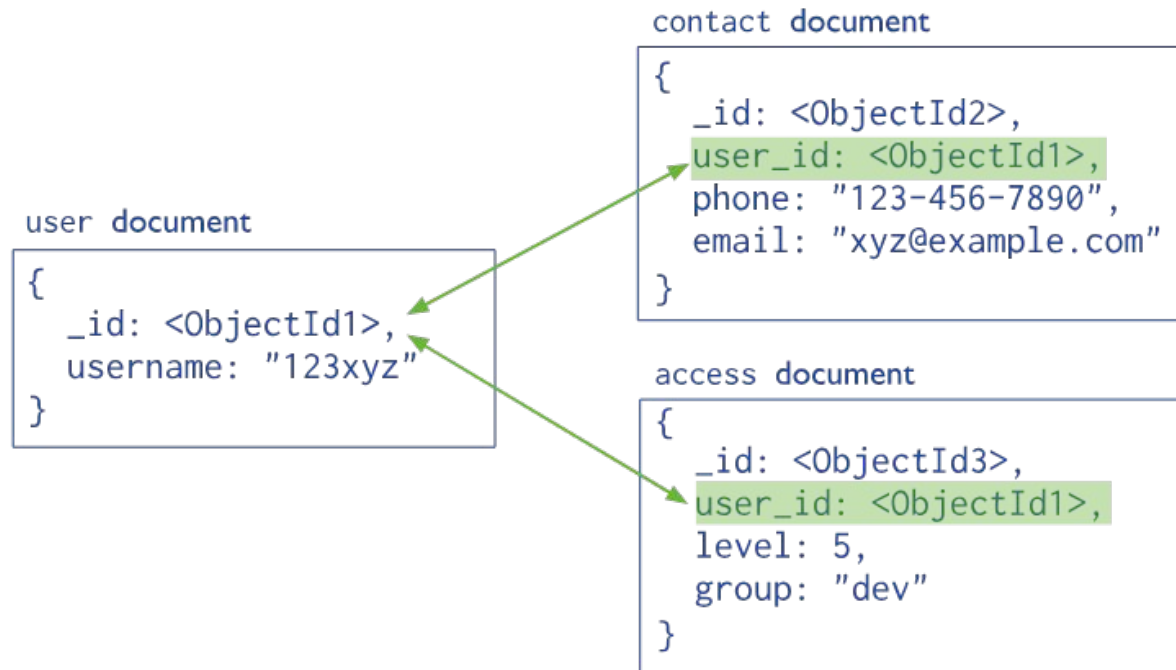 contact document
{
_id: <ObjectId2>,
user_id: <ObjectId1>,
phone: "123-456-7890",
email: "xyz@example.com"
}
user document
{
_id: <ObjectId1>,
username: "123xyz"
}
access document
{
_id: <ObjectId3>,
user_id: <ObjectId1>,
level: 5,
group: "dev"
}